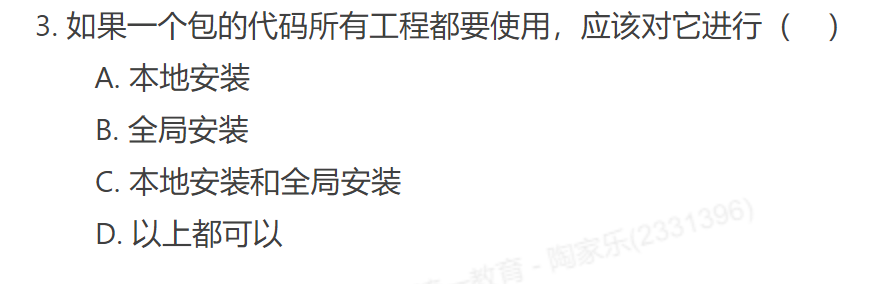 3. 如果一个包的代码所有工程都要使用，应该对它进行（　）
A. 本地安装
B. 全局安装
C. 本地安装和全局安装
D. 以上都可以
一教育 - 陶家乐(2331396)